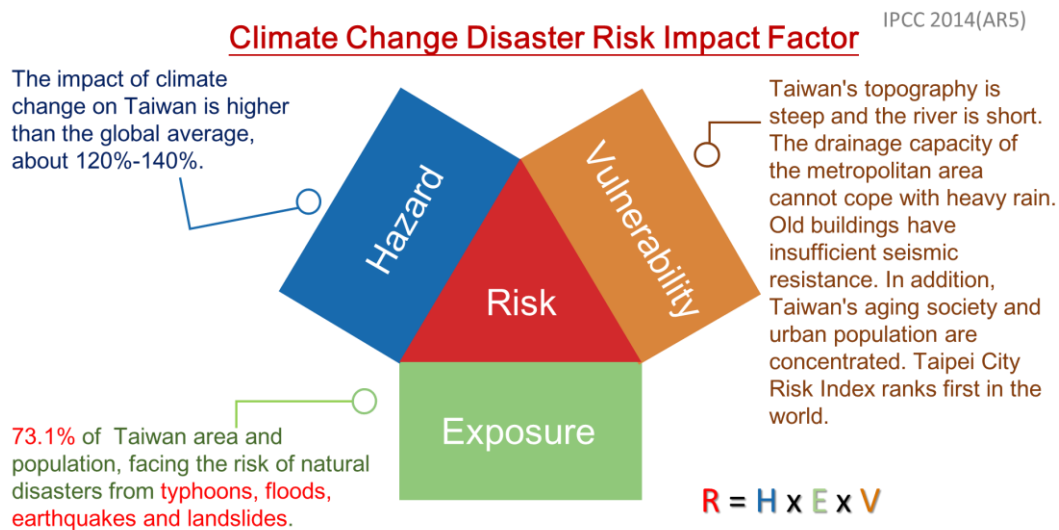 IPCC 2014(AR5)
Climate Change Disaster Risk Impact Factor
The impact of climate
change on Taiwan is higher
than the global average,
about 120%-140%.
Hazard
Vulnerability
Risk
Exposure
Taiwan's topography is
steep and the river is short.
The drainage capacity of
the metropolitan area
cannot cope with heavy rain.
Old buildings have
insufficient seismic
resistance. In addition,
Taiwan's aging society and
urban population are
concentrated. Taipei City
Risk Index ranks first in the
world.
73.1% of Taiwan area and
population, facing the risk of natural
disasters from typhoons, floods,
earthquakes and landslides.
R = H x E x V